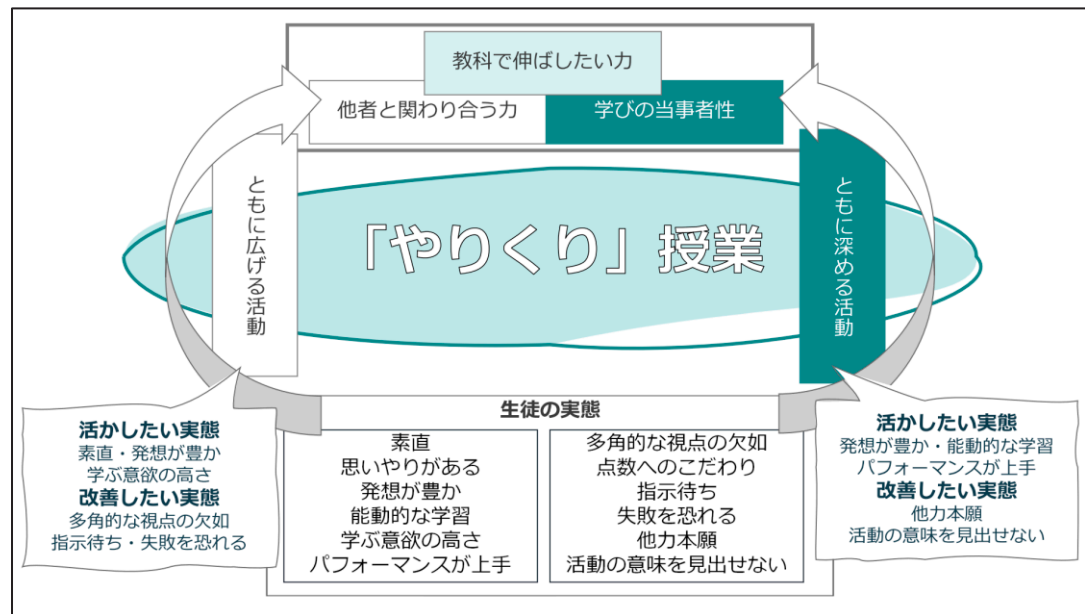 教科で伸ばしたい力
他者と関わり合う力
学びの当事者性
ともに広げる活動
「やりくり」授業
ともに深める活動
生徒の実態
素直
思いやりがある
発想が豊か
能動的な学習
学ぶ意欲の高さ
パフォーマンスが上手
多角的な視点の欠如
点数へのこだわり
指示待ち
失敗を恐れる
他力本願
活動の意味を見出せない
活かしたい実態
素直・発想が豊か
学ぶ意欲の高さ
改善したい実態
多角的な視点の欠如
指示待ち・失敗を恐れる
活かしたい実態
発想が豊か・能動的な学習
パフォーマンスが上手
改善したい実態
他力本願
活動の意味を見出せない